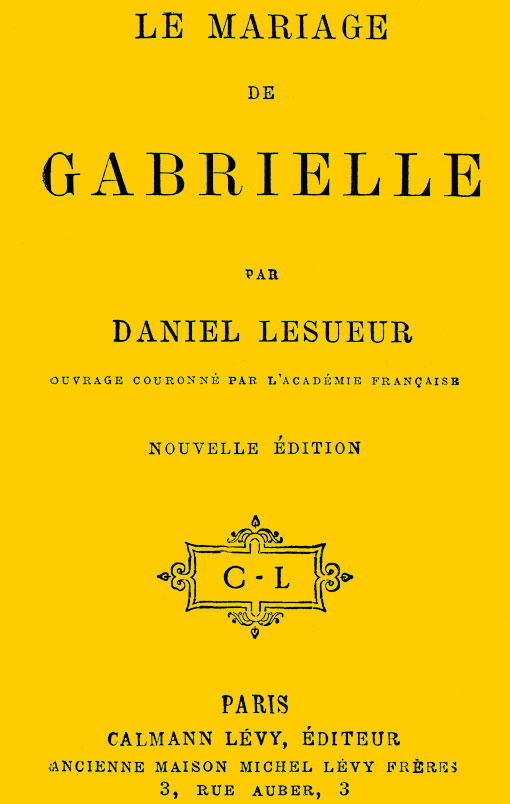 LE MARIAGE
DE
GABRIELLE
PAR
DANIEL LESUEUR
OUVRAGE COURONNÉ PAR L'ACADÉMIE FRANÇAISE
NOUVELLE ÉDITION
C-L
PARIS
CALMANN LÉVY, ÉDITEUR
ANCIENNE MAISON MICHEL LÉVY FRÈRES
3, RUE AUBER, 3